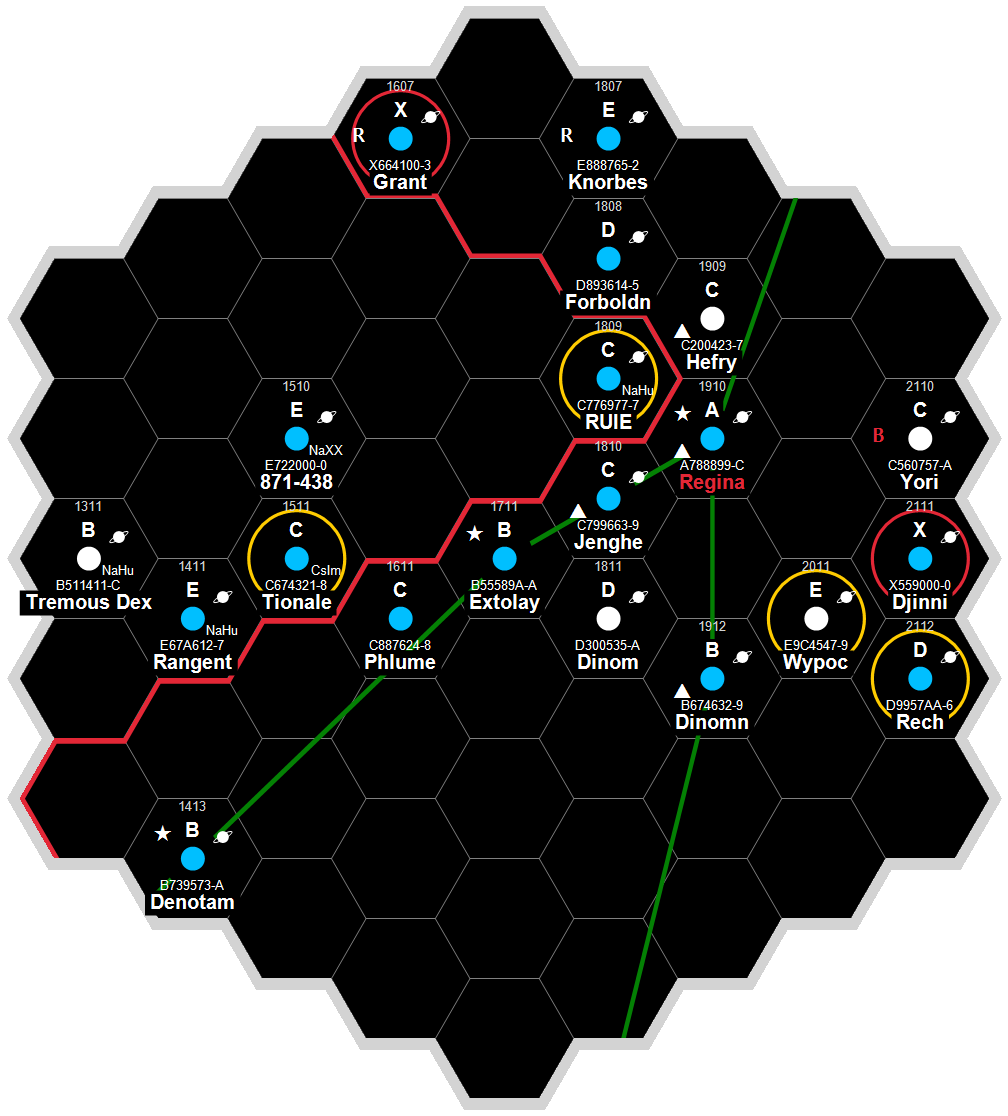 1607
X
R
X664100-3
Grant
1807
E
R
E888765-2
Knorbes
1808
D
D893614-5
Forboldn
1909
C
C200423-7
Hefry
1809
C
NaHu
C776977-7
RUIE
1910
A
A788899-C
Regina
1510
E
NaXX
E722000-0
871-438
2110
C
B
C560757-A
Yori
1810
C
C799663-9
Jenghe
1311
B
NaHu
B511411-C
Tremous Dex
1511
C
CsIm
C674321-8
Tionale
1711
B
B55589A-A
Extolay
2111
X
X559000-0
Djinni
1411
E
NaHu
E67A612-7
Rangent
1611
C
C887624-8
Phlume
1811
D
D300535-A
Dinom
2011
E
E9C4547-9
Wypoc
1912
B
B674632-9
Dinomn
2112
D
D9957AA-6
Rech
1413
B
B739573-A
Denotam